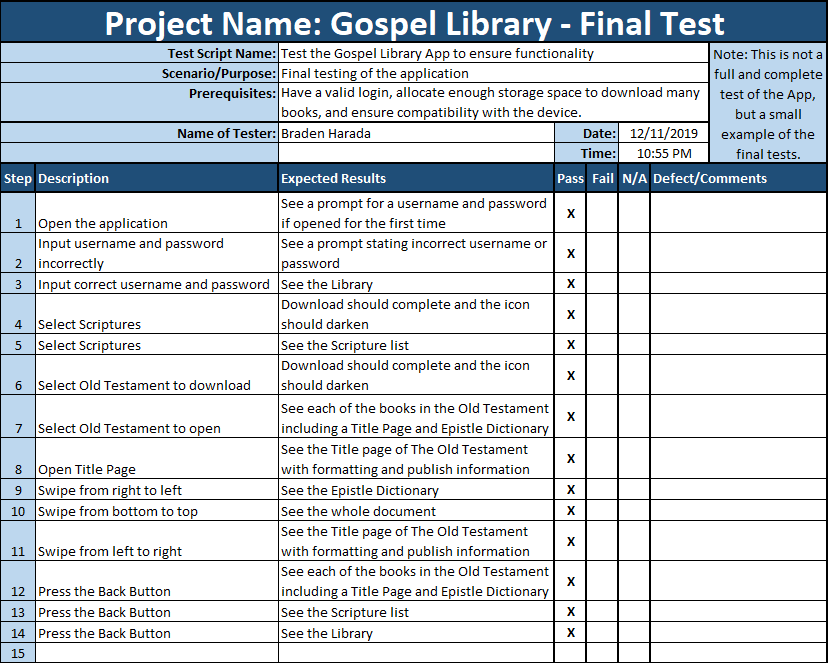 Project Name: Gospel Library - Final Test
Test Script Name: Test the Gospel Library App to ensure functionality
Scenario/Purpose: Final testing of the application
Prerequisites: Have a valid login, allocate enough storage space to download many
books, and ensure compatibility with the device.
Name of Tester: Braden Harada Date: 12/11/2019
Time: 10:55 PM
Note: This is not a
full and complete
test of the App,
but a small
example of the
final tests.
Step Description Expected Results Pass Fail N/A Defect/Comments
1 Open the application See a prompt for a username and password
if opened for the first time X
2 Input username and password
incorrectly See a prompt stating incorrect username or
password X
3 Input correct username and password See the Library X
4 Select Scriptures Download should complete and the icon
should darken X
5 Select Scriptures See the Scripture list X
6 Select Old Testament to download Download should complete and the icon
should darken X
7 Select Old Testament to open See each of the books in the Old Testament
including a Title Page and Epistle Dictionary X
8 Open Title Page See the Title page of The Old Testament
with formatting and publish information X
9 Swipe from right to left See the Epistle Dictionary X
10 Swipe from bottom to top See the whole document X
11 Swipe from left to right See the Title page of The Old Testament
with formatting and publish information X
12 Press the Back Button See each of the books in the Old Testament
including a Title Page and Epistle Dictionary X
13 Press the Back Button See the Scripture list X
14 Press the Back Button See the Library X
15